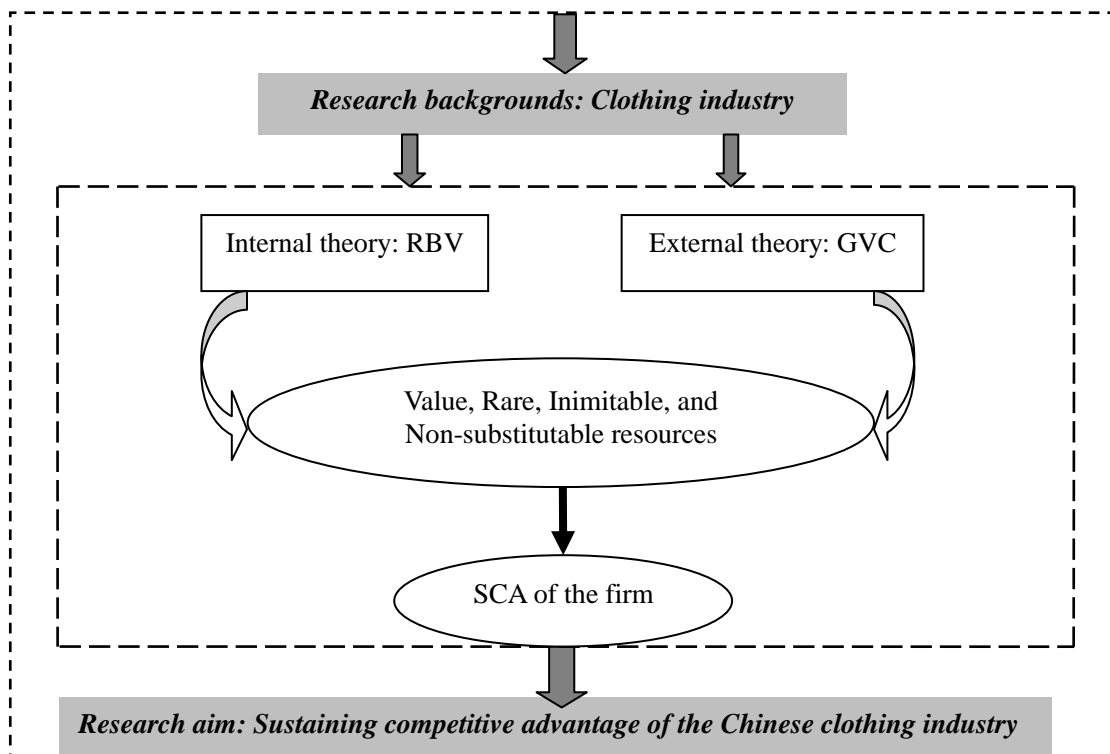 Research backgrounds: Clothing industry
Internal theory: RBV
External theory: GVC
Value, Rare, Inimitable, and
Non-substitutable resources
SCA of the firm
Research aim: Sustaining competitive advantage of the Chinese clothing industry